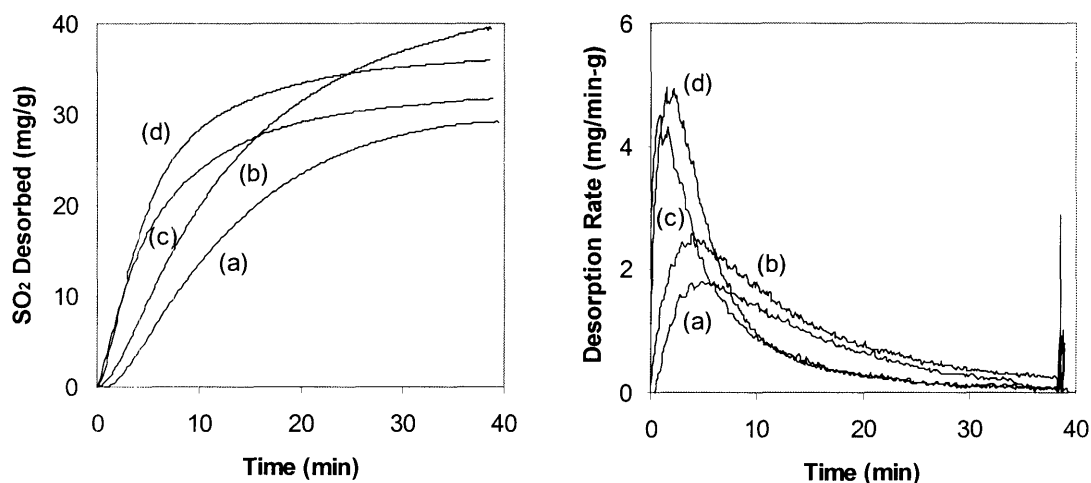 SO2 Desorbed (mg/g)
40
30
20
10
0
(d)
(b)
(c)
(a)
0 10 20 30 40
Time (min)
Desorption Rate (mg/min-g)
6
4
2
0
(d)
(c)
(b)
(a)
0 10 20 30 40
Time (min)